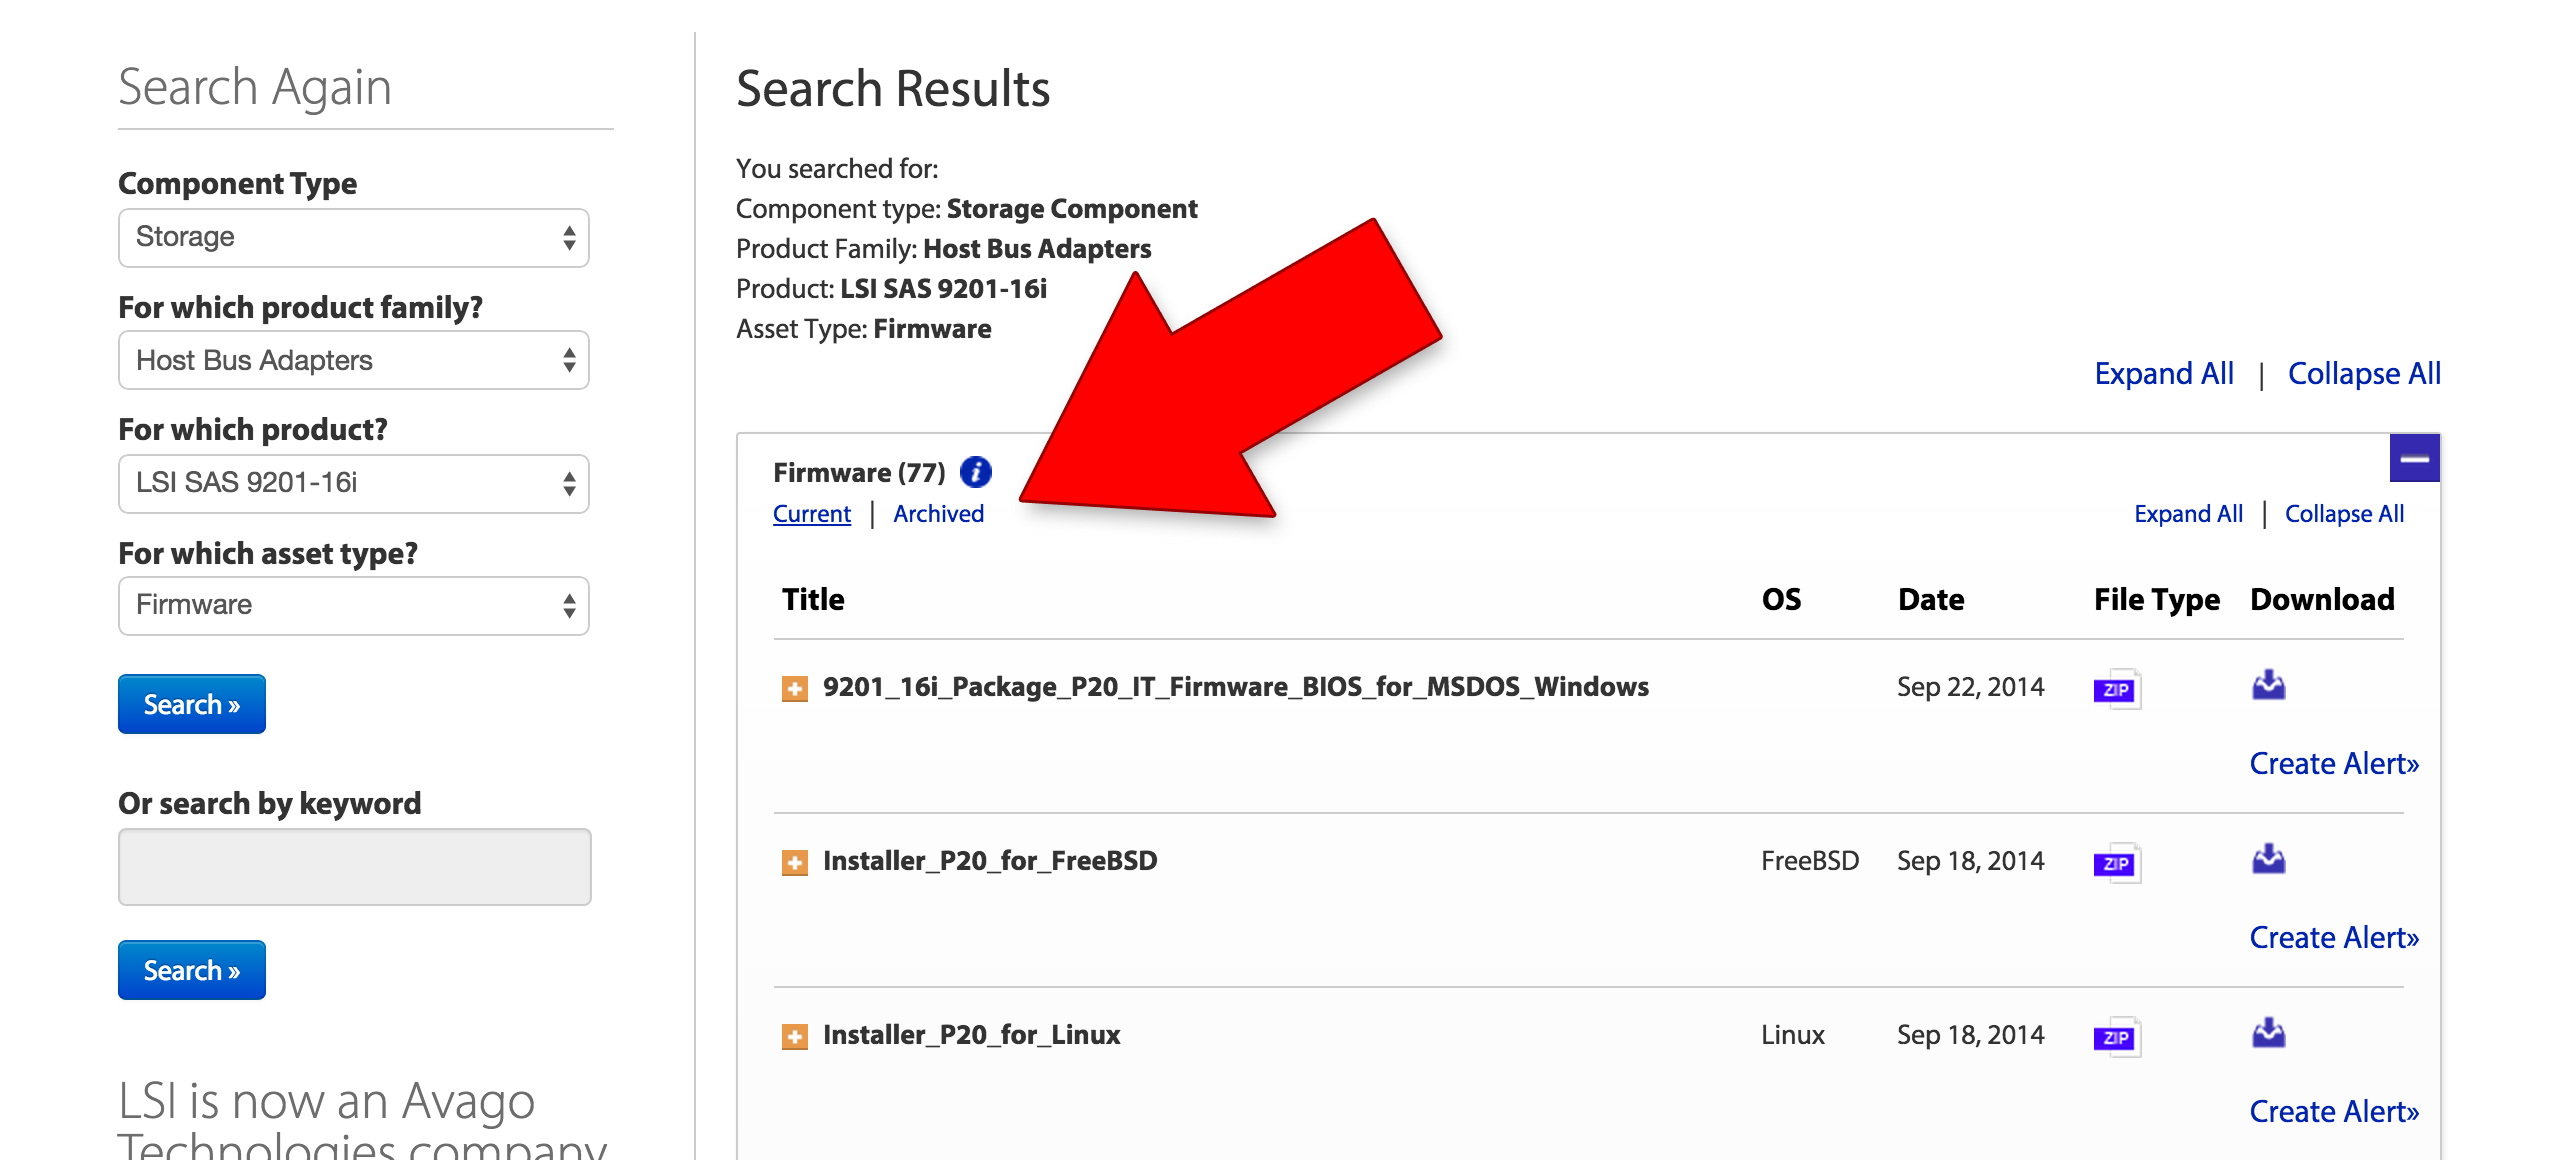 Search Again
Component Type
Storage
For which product family?
Host Bus Adapters
For which product?
LSI SAS 9201-16i
For which asset type?
Firmware
Search »
Or search by keyword
Search »
LSI is now an Avago
Technologies company
Search Results
You searched for:
Component type: Storage Component
Product Family: Host Bus Adapters
Product: LSI SAS 9201-16i
Asset Type: Firmware
Expand All | Collapse All
Firmware (77) i
Current | Archived
Expand All | Collapse All
Title OS Date File Type Download
9201_16i_Package_P20_IT_Firmware_BIOS_for_MSDOS_Windows Sep 22, 2014 ZIP
Create Alert»
Installer_P20_for_FreeBSD FreeBSD Sep 18, 2014 ZIP
Create Alert»
Installer_P20_for_Linux Linux Sep 18, 2014 ZIP
Create Alert»